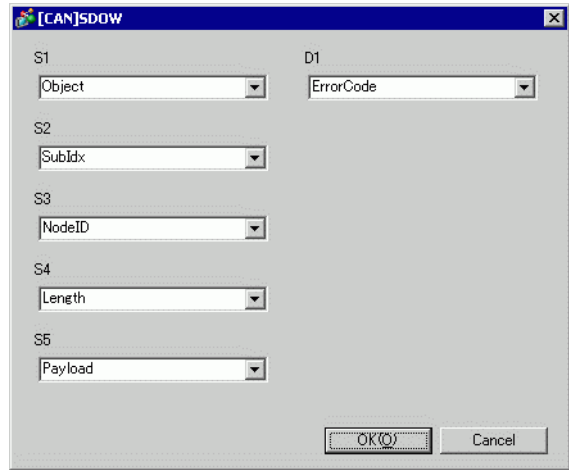 [CAN]SDOW
S1
D1
Object
ErrorCode
S2
SubIdx
S3
NodeID
S4
Length
S5
Payload
OK(O)
Cancel